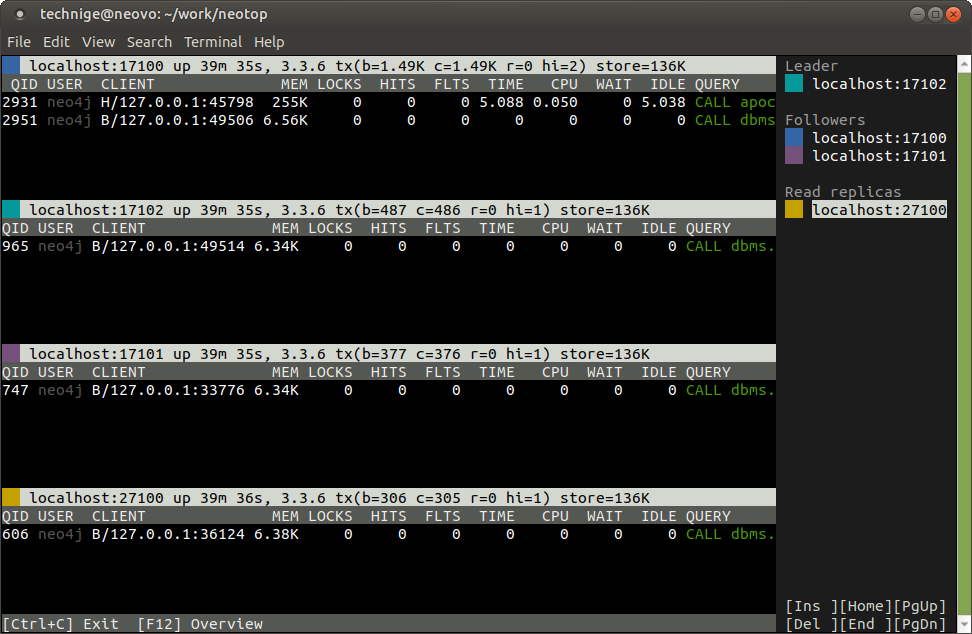 technige@neovo: ~/work/neotop
File Edit View Search Terminal Help
localhost:17100 up 39m 35s, 3.3.6 tx(b=1.49K c=1.49K r=0 hi=2) store=136K
QID USER CLIENT MEM LOCKS HITS FLTS TIME CPU WAIT IDLE QUERY
2931 neo4j H/127.0.0.1:45798 255K 0 0 0 5.088 0.050 0 5.038 CALL apoc
2951 neo4j B/127.0.0.1:49506 6.56K 0 0 0 0 0 0 0 CALL dbms
localhost:17102 up 39m 35s, 3.3.6 tx(b=487 c=486 r=0 hi=1) store=136K
QID USER CLIENT MEM LOCKS HITS FLTS TIME CPU WAIT IDLE QUERY
965 neo4j B/127.0.0.1:49514 6.34K 0 0 0 0 0 0 0 CALL dbms.
localhost:17101 up 39m 35s, 3.3.6 tx(b=377 c=376 r=0 hi=1) store=136K
QID USER CLIENT MEM LOCKS HITS FLTS TIME CPU WAIT IDLE QUERY
747 neo4j B/127.0.0.1:33776 6.34K 0 0 0 0 0 0 0 CALL dbms.
localhost:27100 up 39m 36s, 3.3.6 tx(b=306 c=305 r=0 hi=1) store=136K
QID USER CLIENT MEM LOCKS HITS FLTS TIME CPU WAIT IDLE QUERY
606 neo4j B/127.0.0.1:36124 6.38K 0 0 0 0 0 0 0 CALL dbms.
[Ctrl+C] Exit [F12] Overview
Leader
localhost:17102
Followers
localhost:17100
localhost:17101
Read replicas
localhost:27100
[Ins ][Home][PgUp]
[Del ][End ][PgDn]